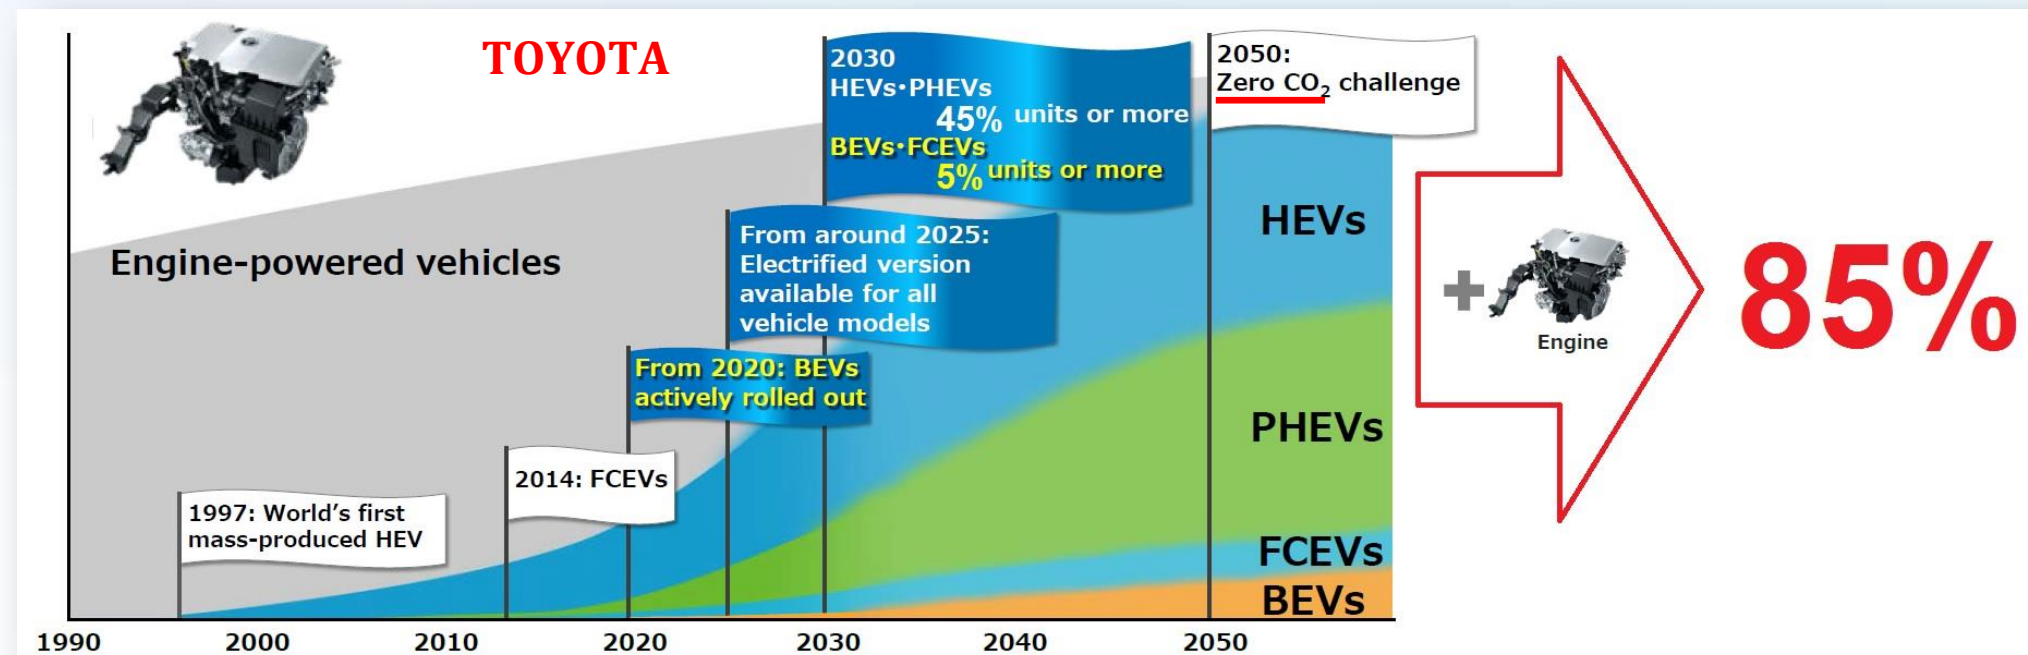 TOYOTA
2030
HEVs・PHEVs
45% units or more
BEVs・FCEVs
5% units or more
2050:
Zero CO₂ challenge
Engine-powered vehicles
HEVs
From around 2025:
Electrified version
available for all
vehicle models
+
85%
Engine
From 2020: BEVs
actively rolled out
PHEVs
2014: FCEVs
1997: World's first
mass-produced HEV
FCEVs
BEVs
1990 2000 2010 2020 2030 2040 2050